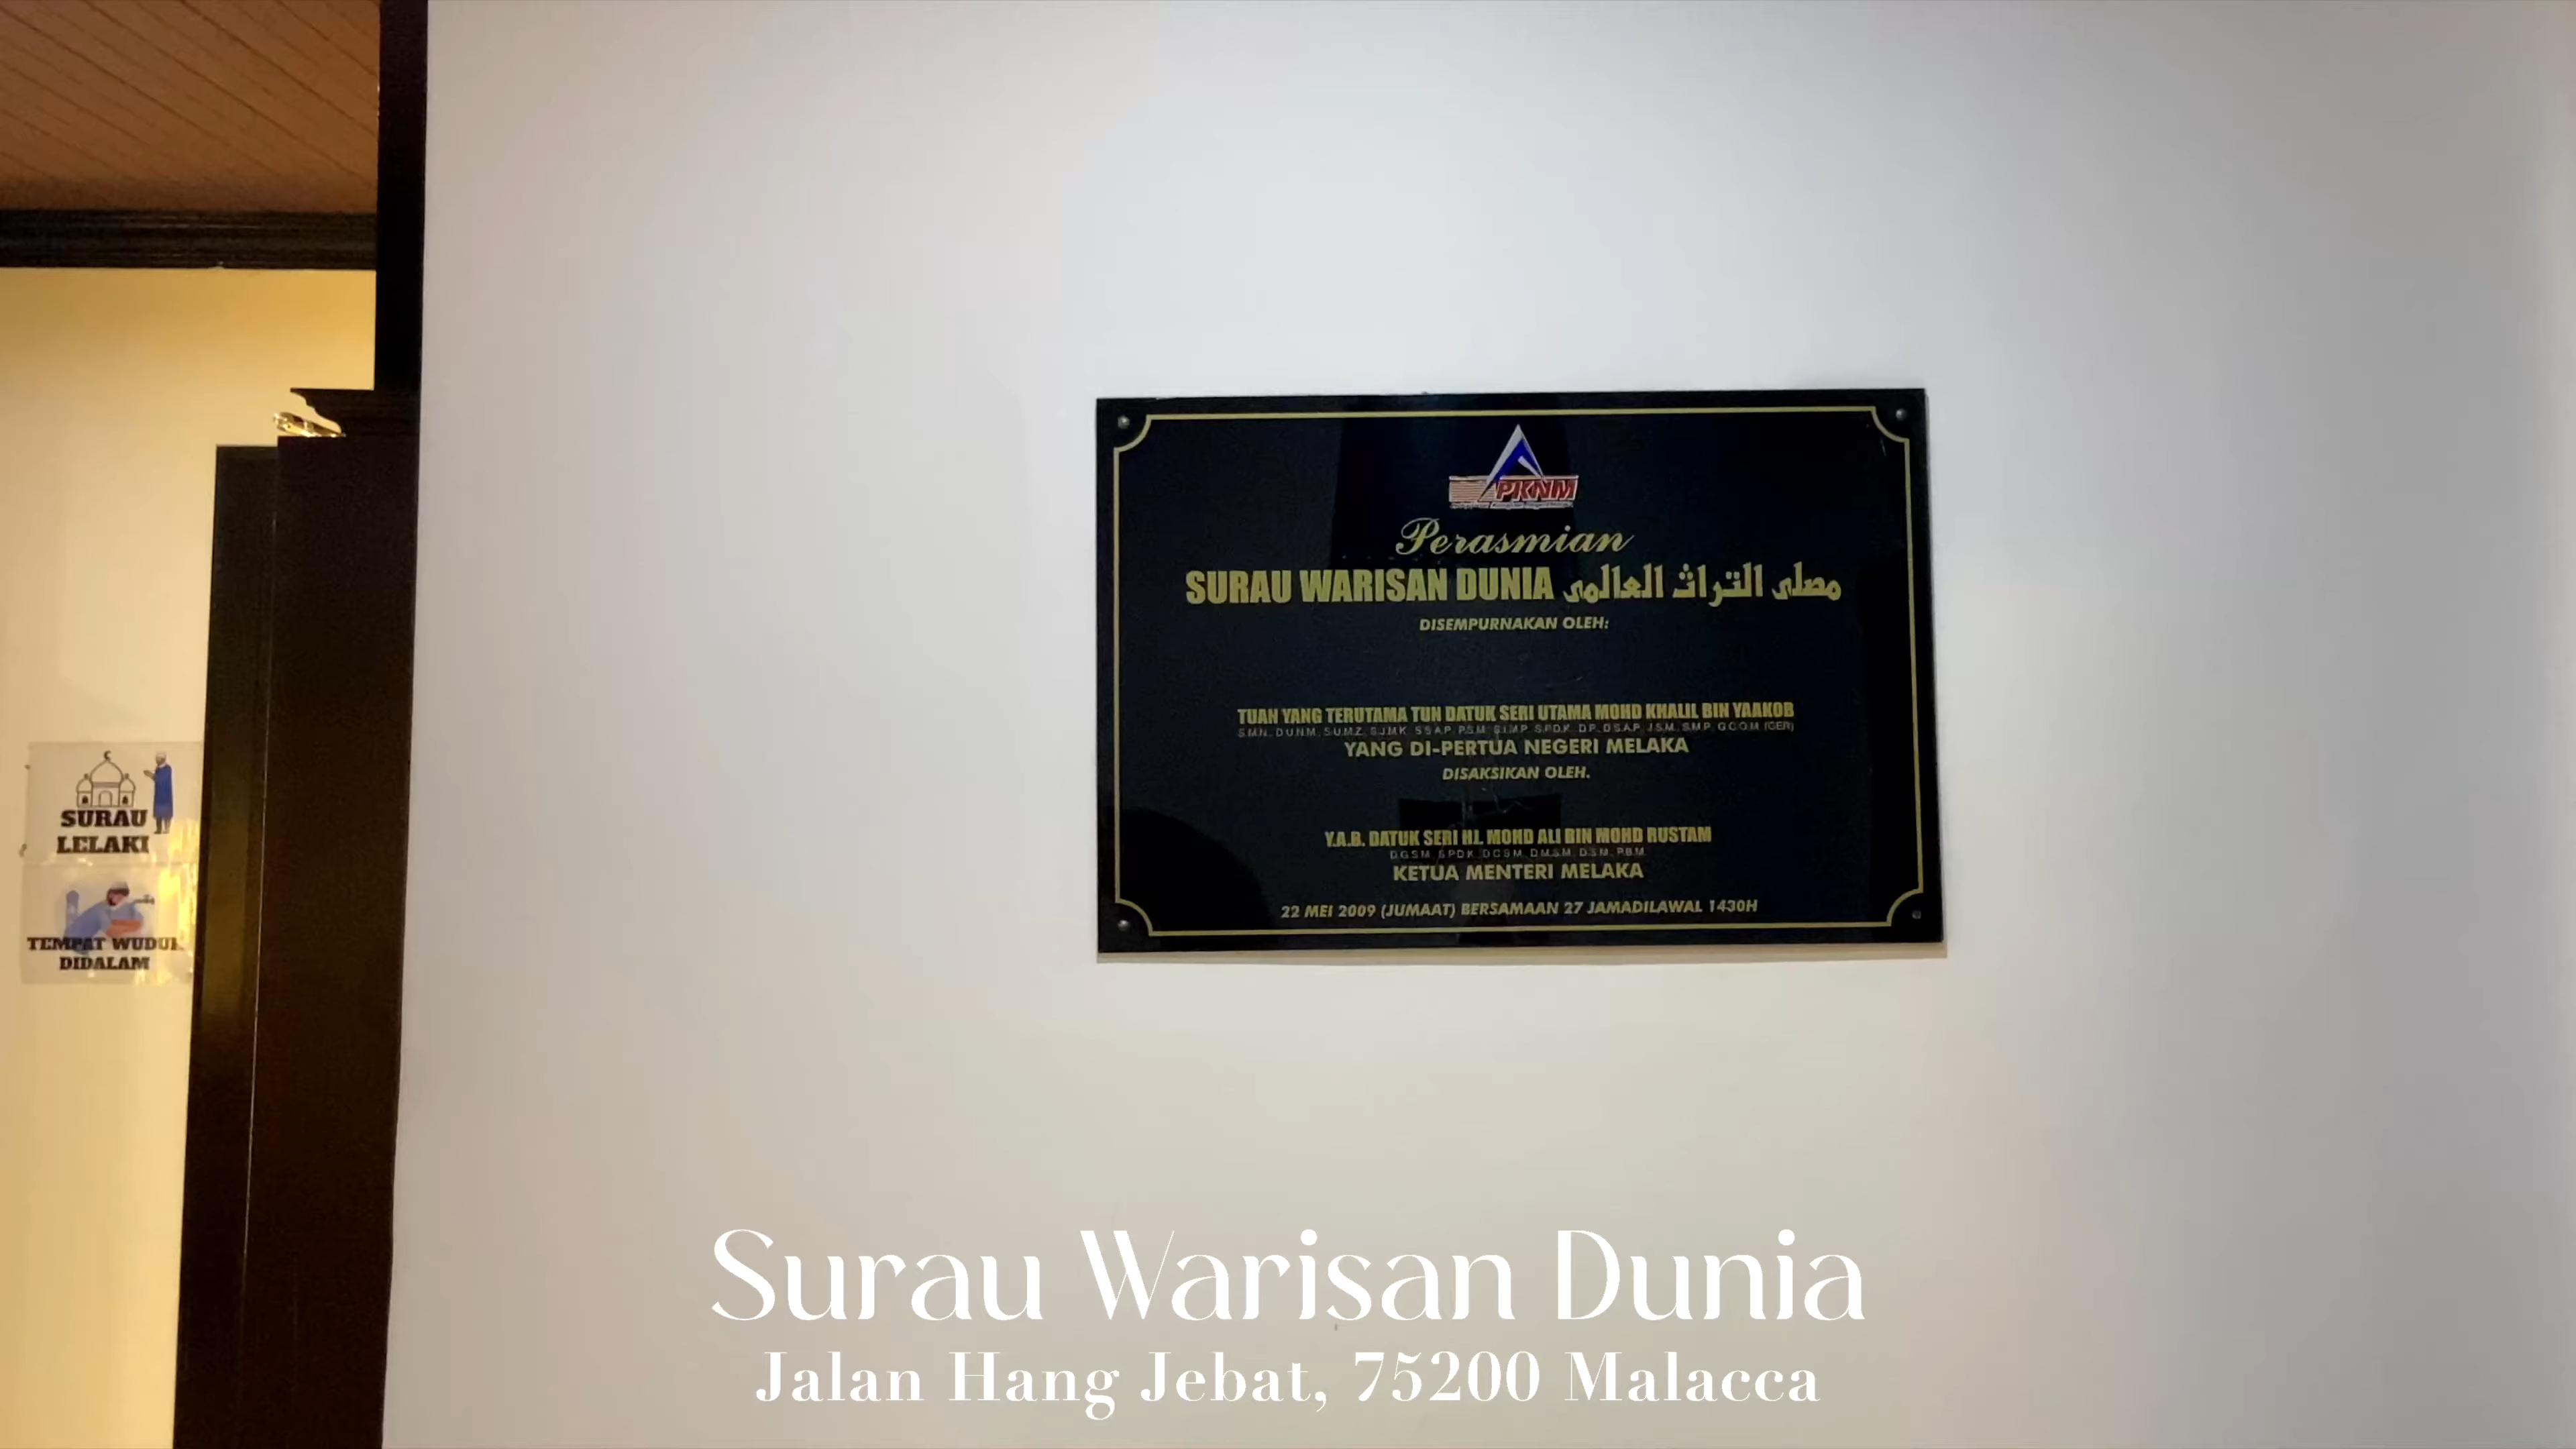 PKNM
Perasmian
SURAU WARISAN DUNIA مصلى التراث العالمى
DISEMPURNAKAN OLEH:
TUAN YANG TERUTAMA TUN DATUK SERI UTAMA MOHD KHALIL BIN YAAKOB
YANG DI-PERTUA NEGERI MELAKA
DISAKSIKAN OLEH.
Y.A.B. DATUK SERI HJ. MOHD ALI BIN MOHD RUSTAM
KETUA MENTERI MELAKA
22 MEI 2009 (JUMAAT) BERSAMAAN 27 JAMADILAWAL 1430H
SURAU
LELAKI
TEMPAT WUDUK
DIDALAM
Surau Warisan Dunia
Jalan Hang Jebat, 75200 Malacca